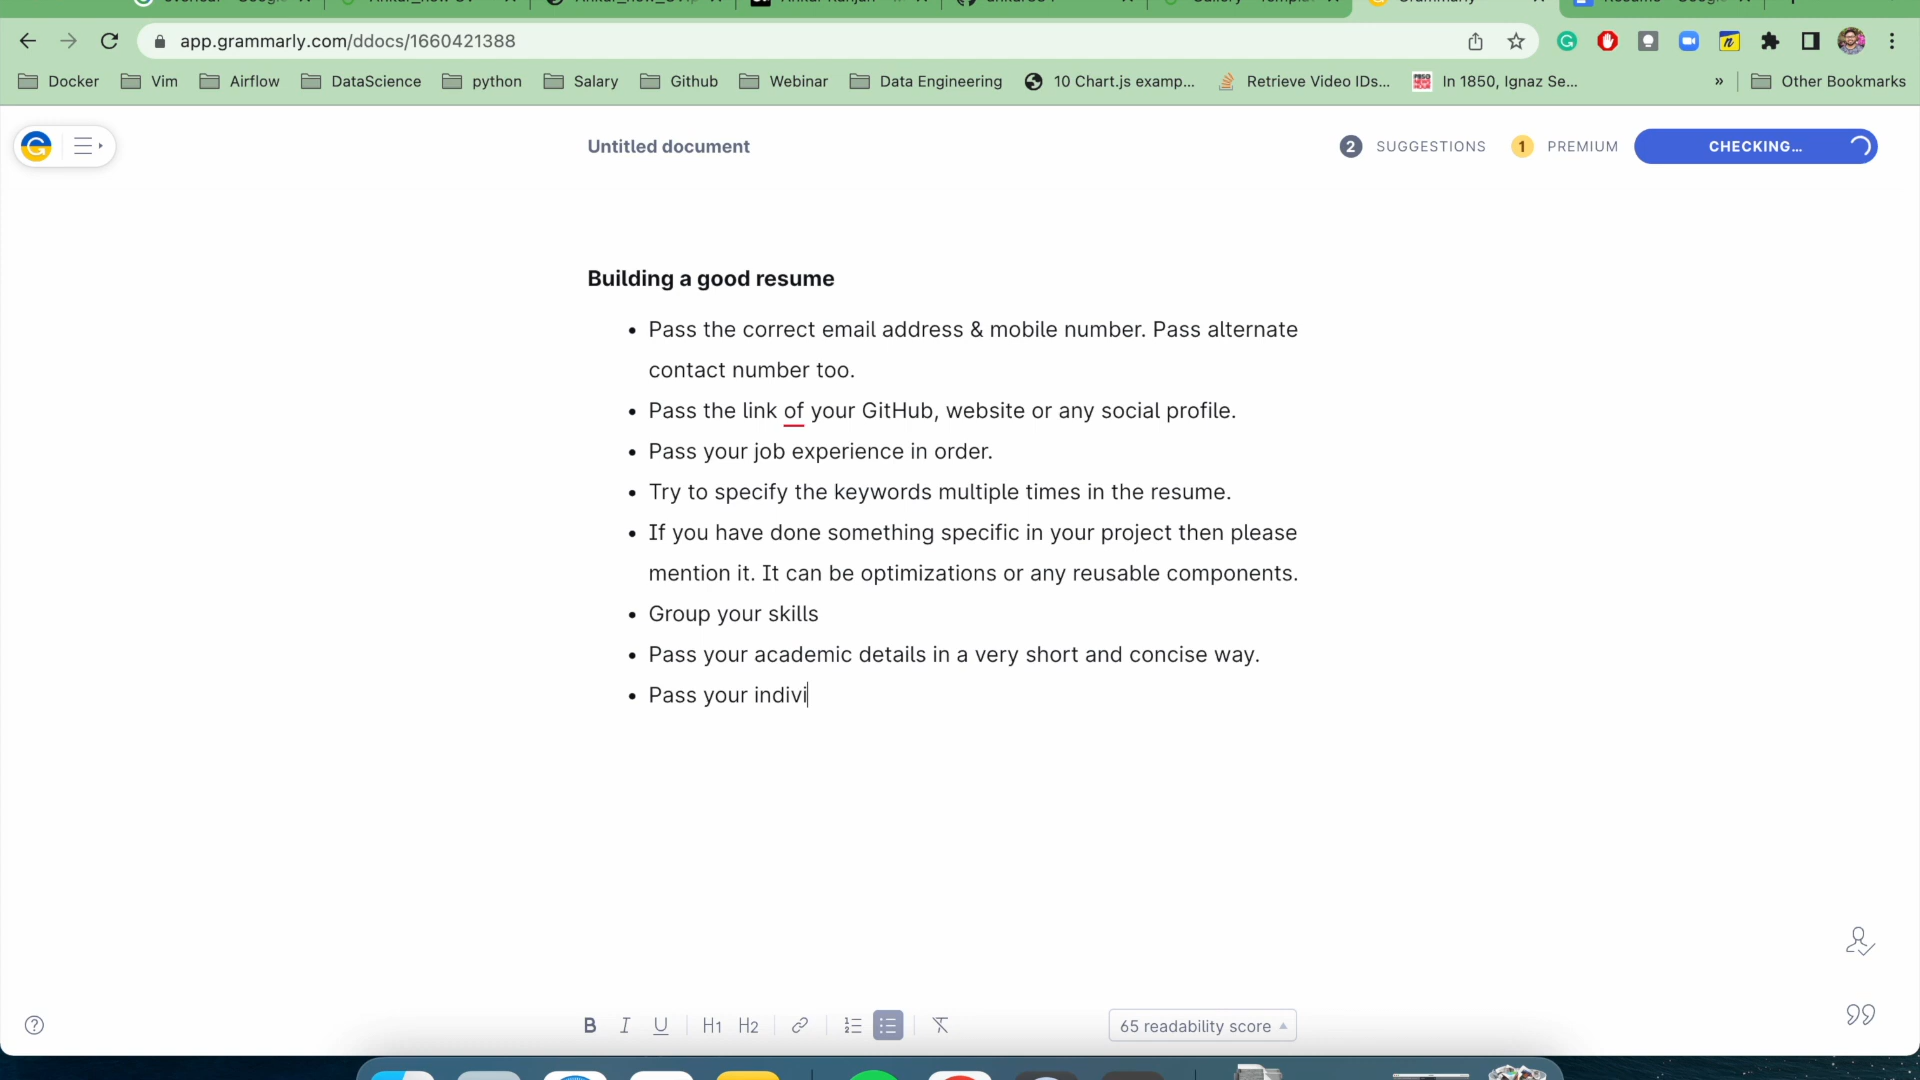 app.grammarly.com/ddocs/1660421388
Docker Vim Airflow DataScience python Salary Github Webinar Data Engineering 10 Chart.js examp... Retrieve Video IDs... In 1850, Ignaz Se... » Other Bookmarks
Untitled document 2 SUGGESTIONS 1 PREMIUM CHECKING...
Building a good resume
• Pass the correct email address & mobile number. Pass alternate
contact number too.
• Pass the link of your GitHub, website or any social profile.
• Pass your job experience in order.
• Try to specify the keywords multiple times in the resume.
• If you have done something specific in your project then please
mention it. It can be optimizations or any reusable components.
• Group your skills
• Pass your academic details in a very short and concise way.
• Pass your indivi
B I U H1 H2 65 readability score